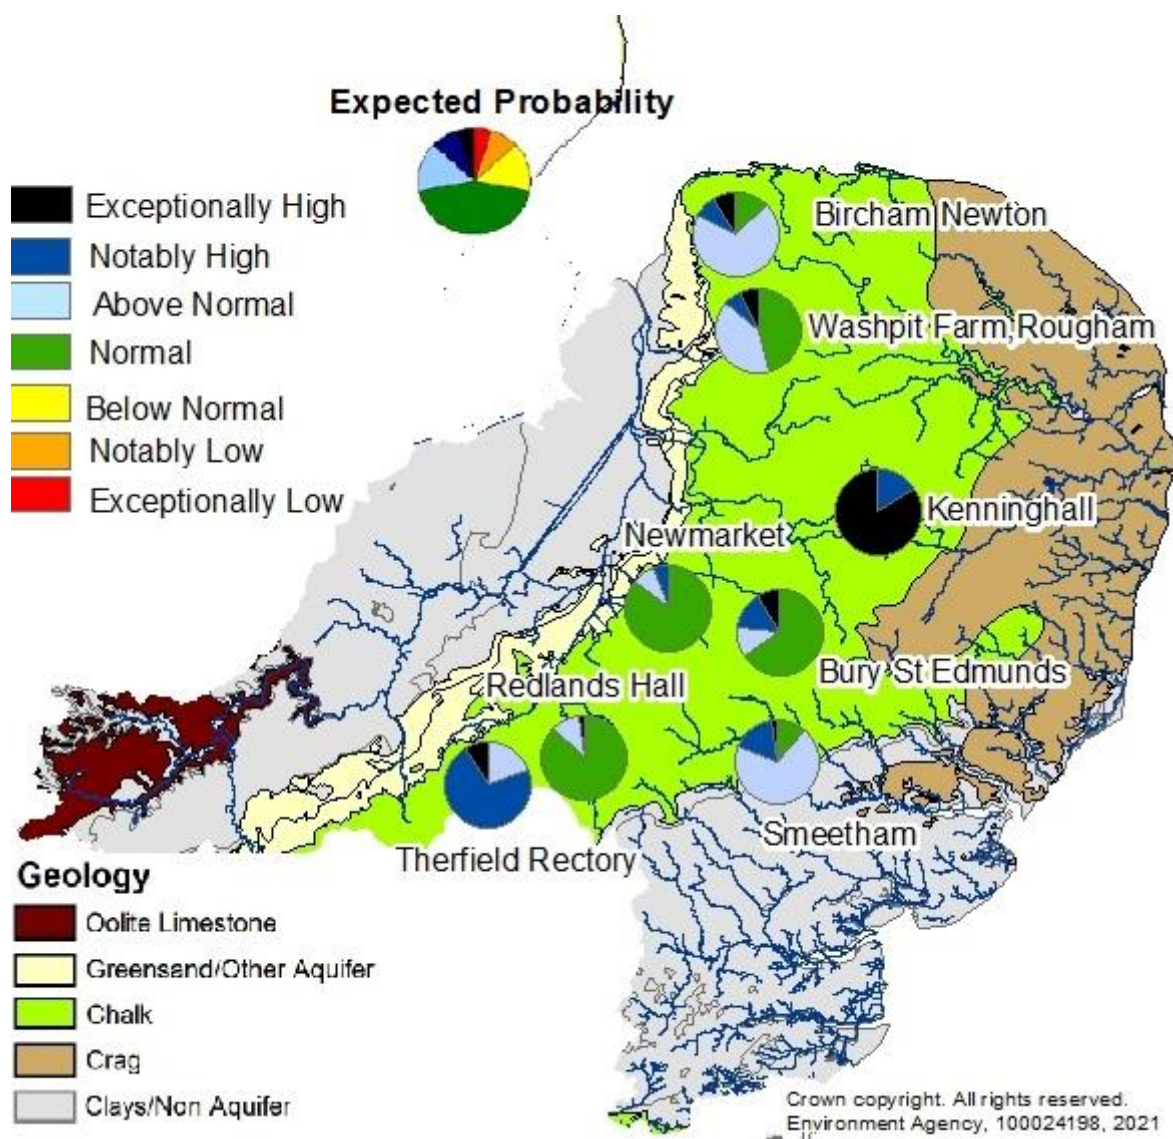 Expected Probability
Exceptionally High
Notably High
Above Normal
Normal
Below Normal
Notably Low
Exceptionally Low
Bircham Newton
Washpit Farm,Rougham
Kenninghall
Newmarket
Bury St Edmunds
Redlands Hall
Smeetham
Therfield Rectory
Geology
Oolite Limestone
Greensand/Other Aquifer
Chalk
Crag
Clays/Non Aquifer
Crown copyright. All rights reserved.
Environment Agency, 100024198, 2021